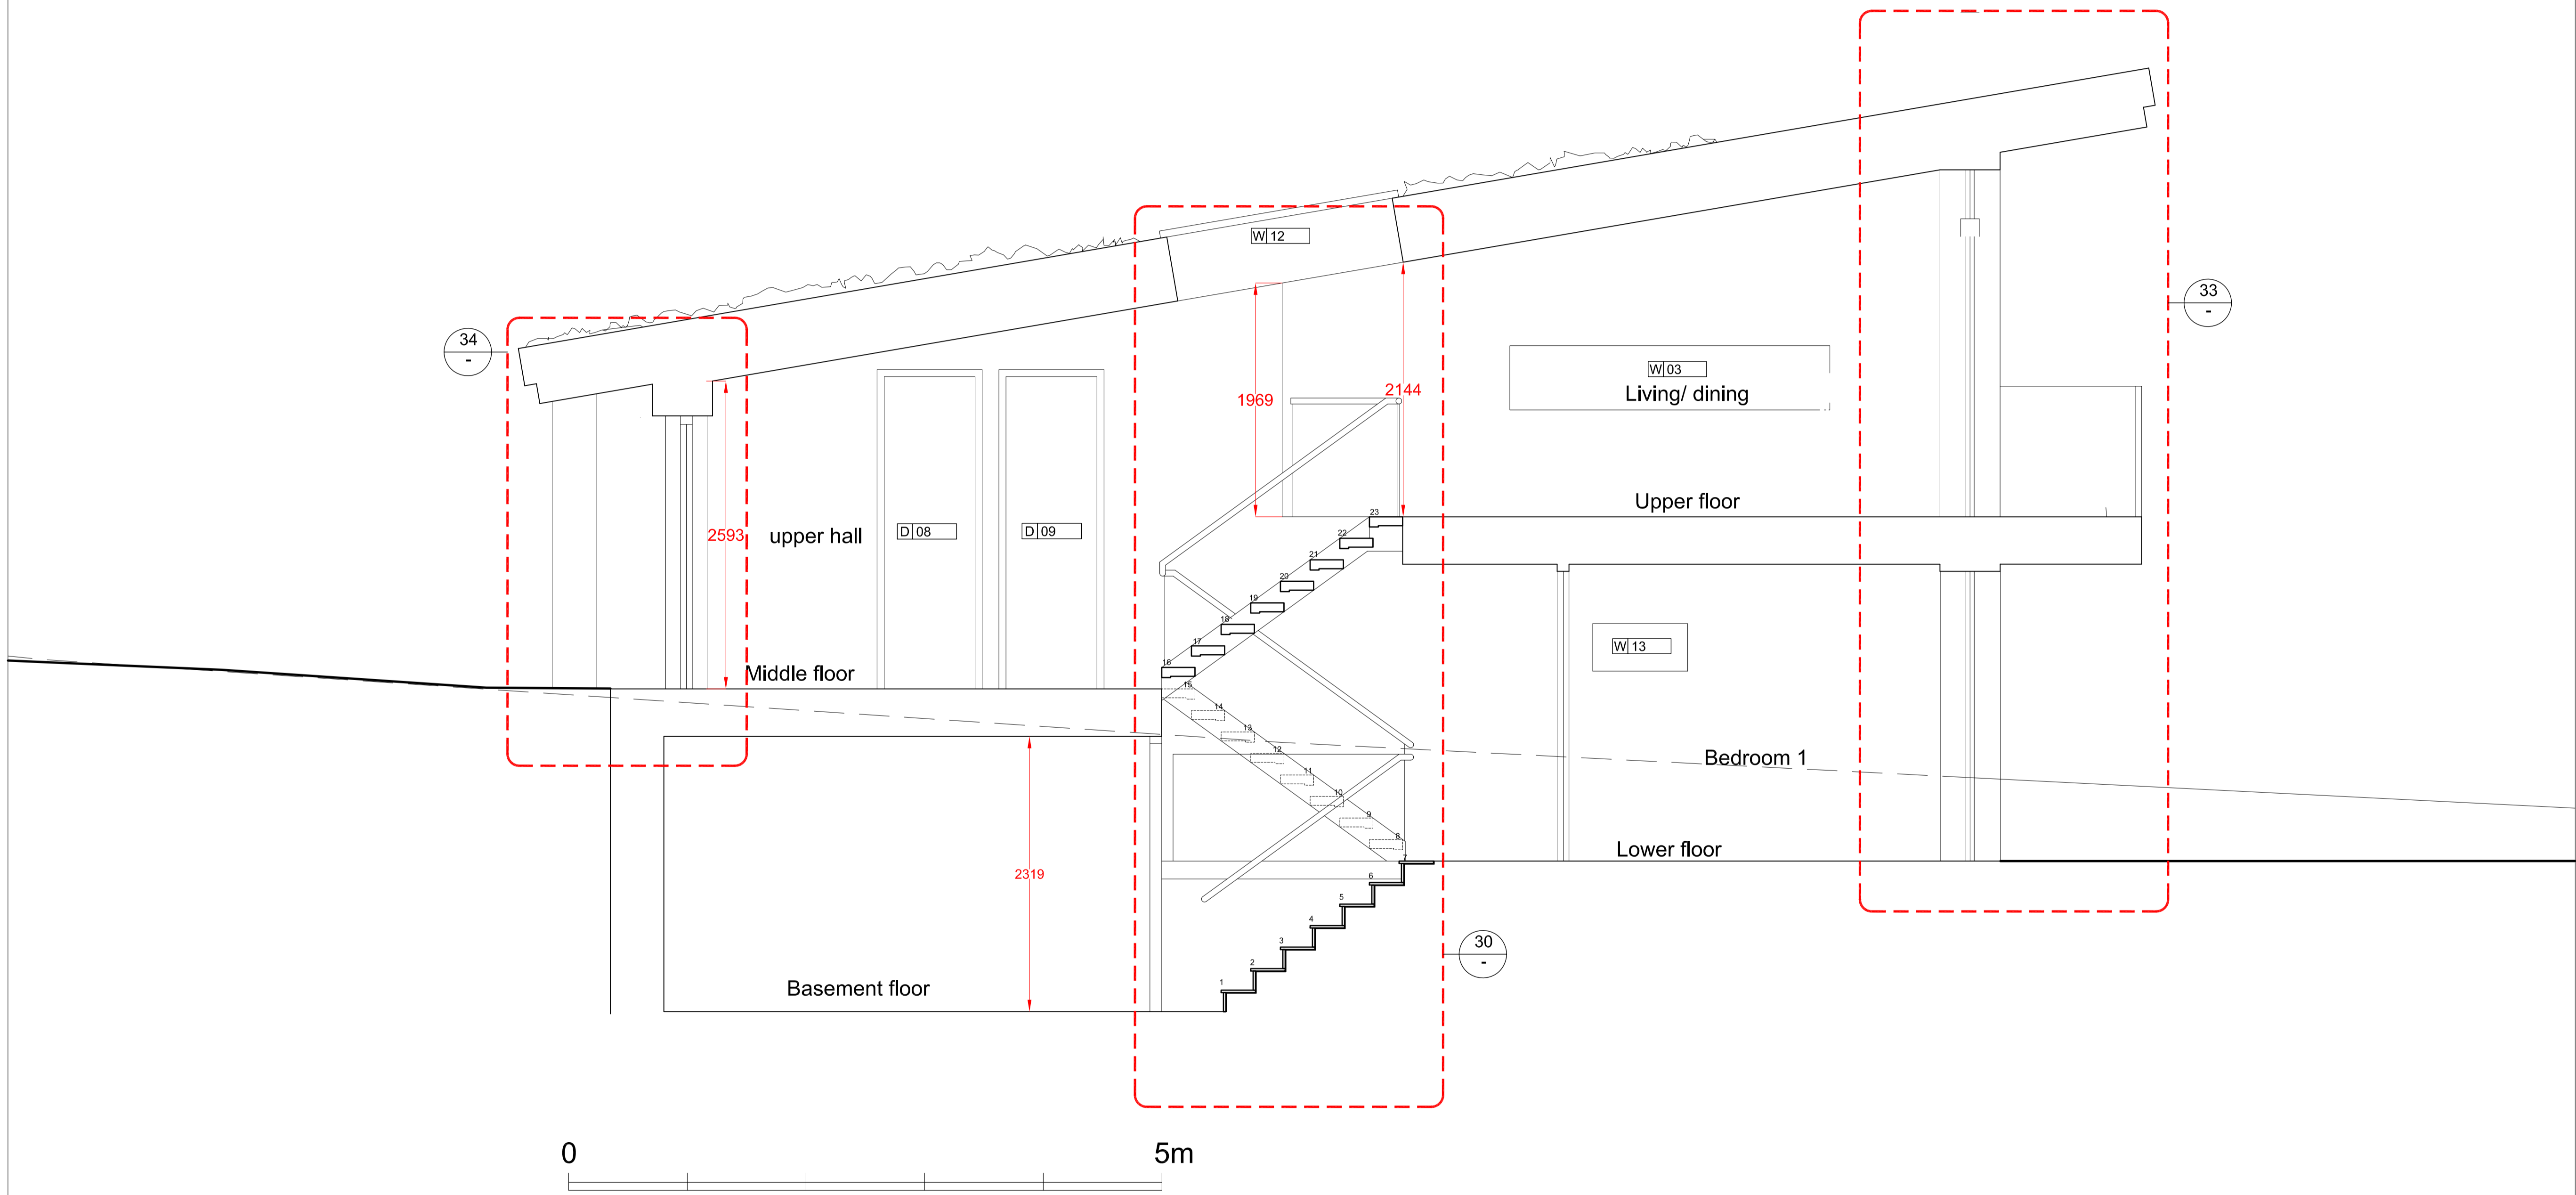 W 12
33
-
34
-
W 03
Living/ dining
1969
2144
Upper floor
23
2593
upper hall
D 08
D 09
22
21
20
19
18
17
16
W 13
Middle floor
15
14
13
12
11
10
9
8
7
Bedroom 1
Lower floor
2319
6
5
4
3
2
1
30
-
Basement floor
0
5m